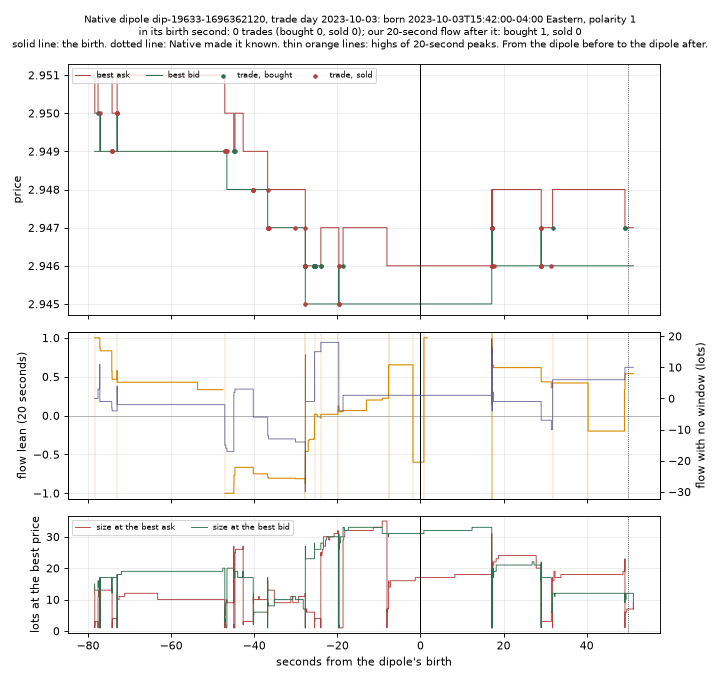 Native dipole dip-19633-1696362120, trade day 2023-10-03: born 2023-10-03T15:42:00-04:00 Eastern, polarity 1
in its birth second: 0 trades (bought 0, sold 0); our 20-second flow after it: bought 1, sold 0
solid line: the birth. dotted line: Native made it known. thin orange lines: highs of 20-second peaks. From the dipole before to the dipole after.
best ask best bid trade, bought trade, sold
2.951
2.950
2.949
2.948
2.947
2.946
2.945
price
1.0
0.5
0.0
−0.5
−1.0
flow lean (20 seconds)
20
10
0
−10
−20
−30
flow with no window (lots)
size at the best ask size at the best bid
30
20
10
0
lots at the best price
−80 −60 −40 −20 0 20 40
seconds from the dipole's birth